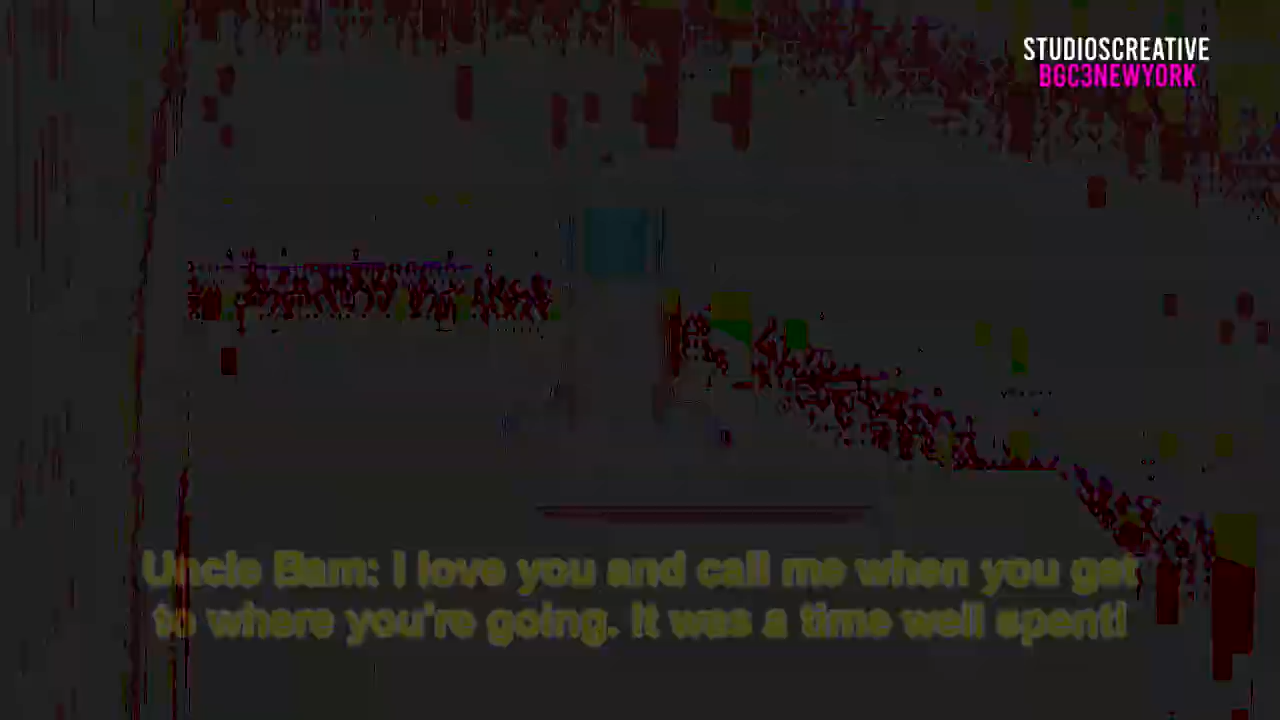 STUDIOSCREATIVE
BGC3NEWYORK
Uncle Bam: I love you and call me when you get
to where you're going. It was a time well spent!